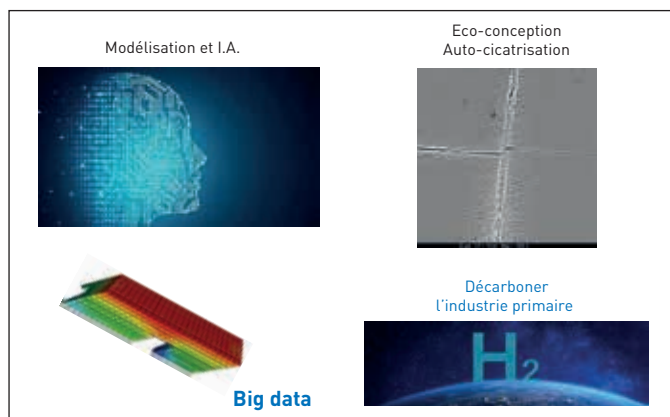 Modélisation et I.A.
Eco-conception
Auto-cicatrisation
Big data
Décarboner
l'industrie primaire
H2